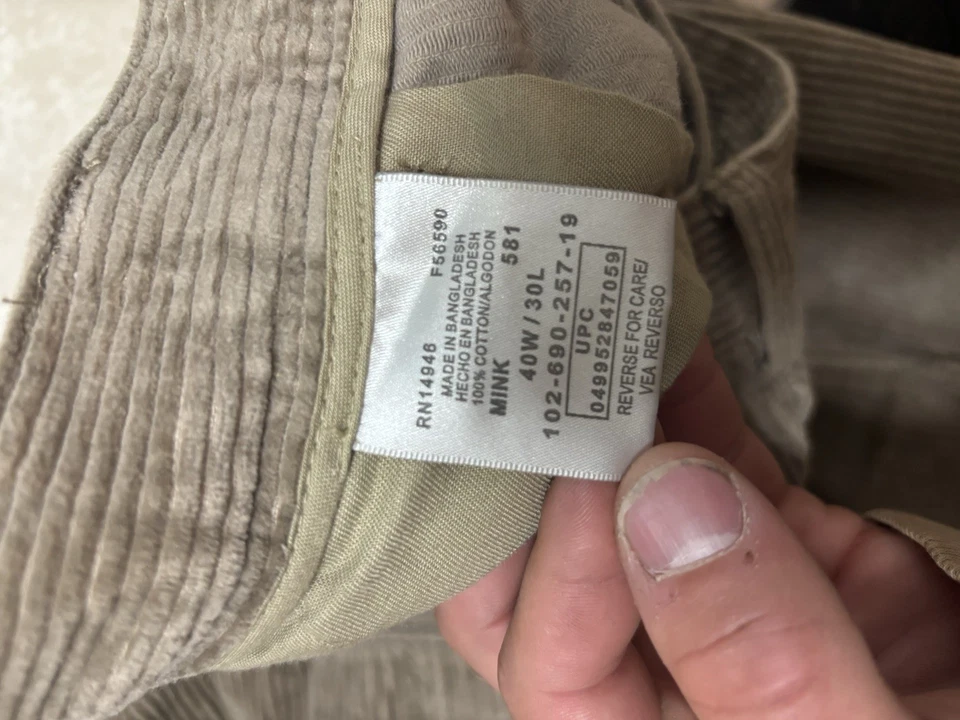 RN14946 F56590
MADE IN BANGLADESH
HECHO EN BANGLADESH
100% COTTON/ALGODON
MINK 581
40W/30L
102-690-257-19
UPC
049952847059
REVERSE FOR CARE/
VEA REVERSO